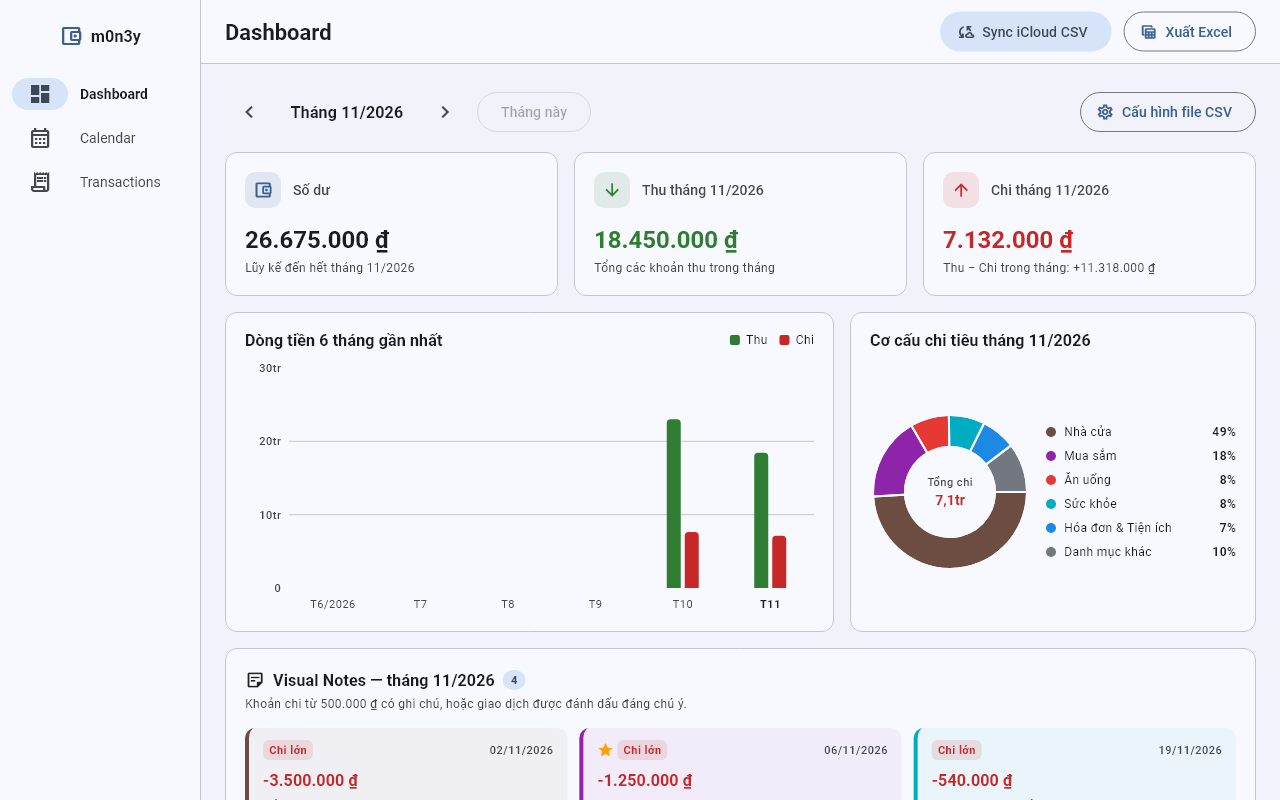 m0n3y
Dashboard
Calendar
Transactions
Dashboard
Sync iCloud CSV
Xuất Excel
Tháng 11/2026
Tháng này
Cấu hình file CSV
Số dư
26.675.000 ₫
Lũy kế đến hết tháng 11/2026
Thu tháng 11/2026
18.450.000 ₫
Tổng các khoản thu trong tháng
Chi tháng 11/2026
7.132.000 ₫
Thu − Chi trong tháng: +11.318.000 ₫
Dòng tiền 6 tháng gần nhất
Thu
Chi
30tr
20tr
10tr
0
T6/2026 T7 T8 T9 T10 T11
Cơ cấu chi tiêu tháng 11/2026
Tổng chi
7,1tr
Nhà cửa 49%
Mua sắm 18%
Ăn uống 8%
Sức khỏe 8%
Hóa đơn & Tiện ích 7%
Danh mục khác 10%
Visual Notes — tháng 11/2026 4
Khoản chi từ 500.000 ₫ có ghi chú, hoặc giao dịch được đánh dấu đáng chú ý.
Chi lớn 02/11/2026
-3.500.000 ₫
Chi lớn 06/11/2026
-1.250.000 ₫
Chi lớn 19/11/2026
-540.000 ₫